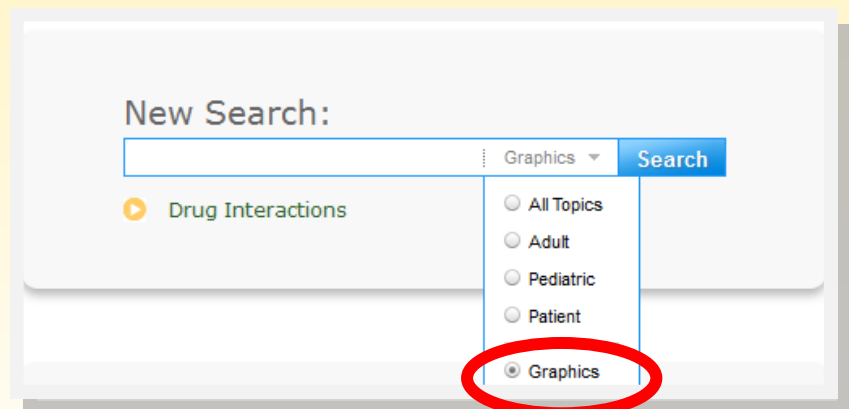 New Search:
Graphics Search
Drug Interactions
All Topics
Adult
Pediatric
Patient
Graphics